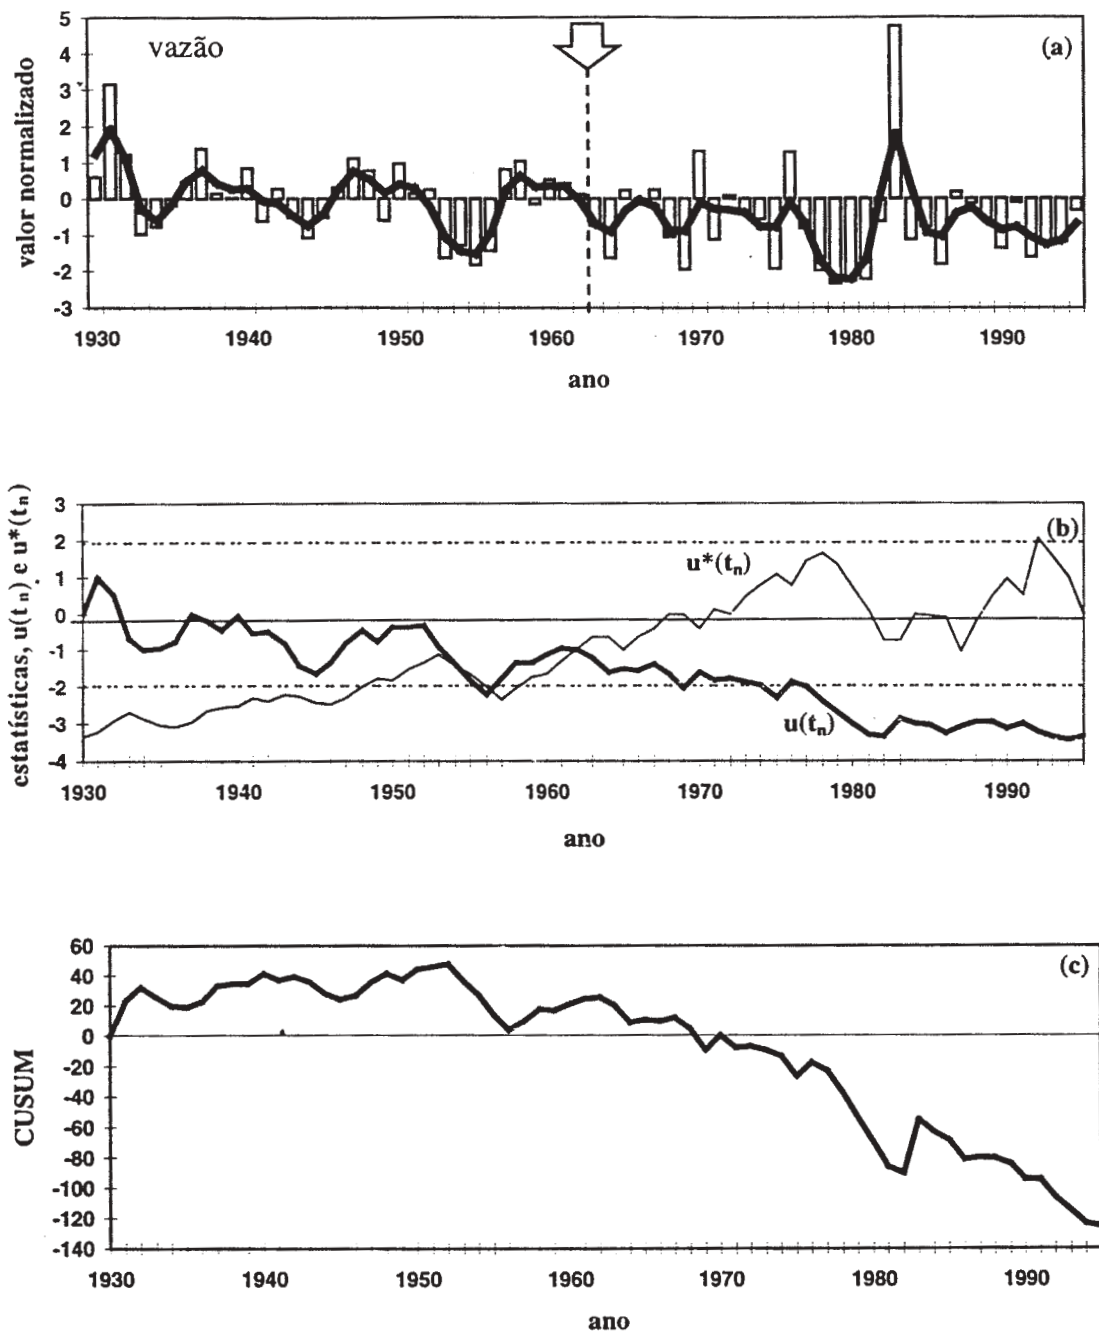 vazão
(a)
valor normalizado
5
4
3
2
1
0
-1
-2
-3
1930 1940 1950 1960 1970 1980 1990
ano
(b)
estatísticas, u(t n) e u*(tn)
3
2
1
0
-1
-2
-3
-4
u*(tn)
u(tn)
1930 1940 1950 1960 1970 1980 1990
ano
(c)
CUSUM
60
40
20
0
-20
-40
-60
-80
-100
-120
-140
1930 1940 1950 1960 1970 1980 1990
ano